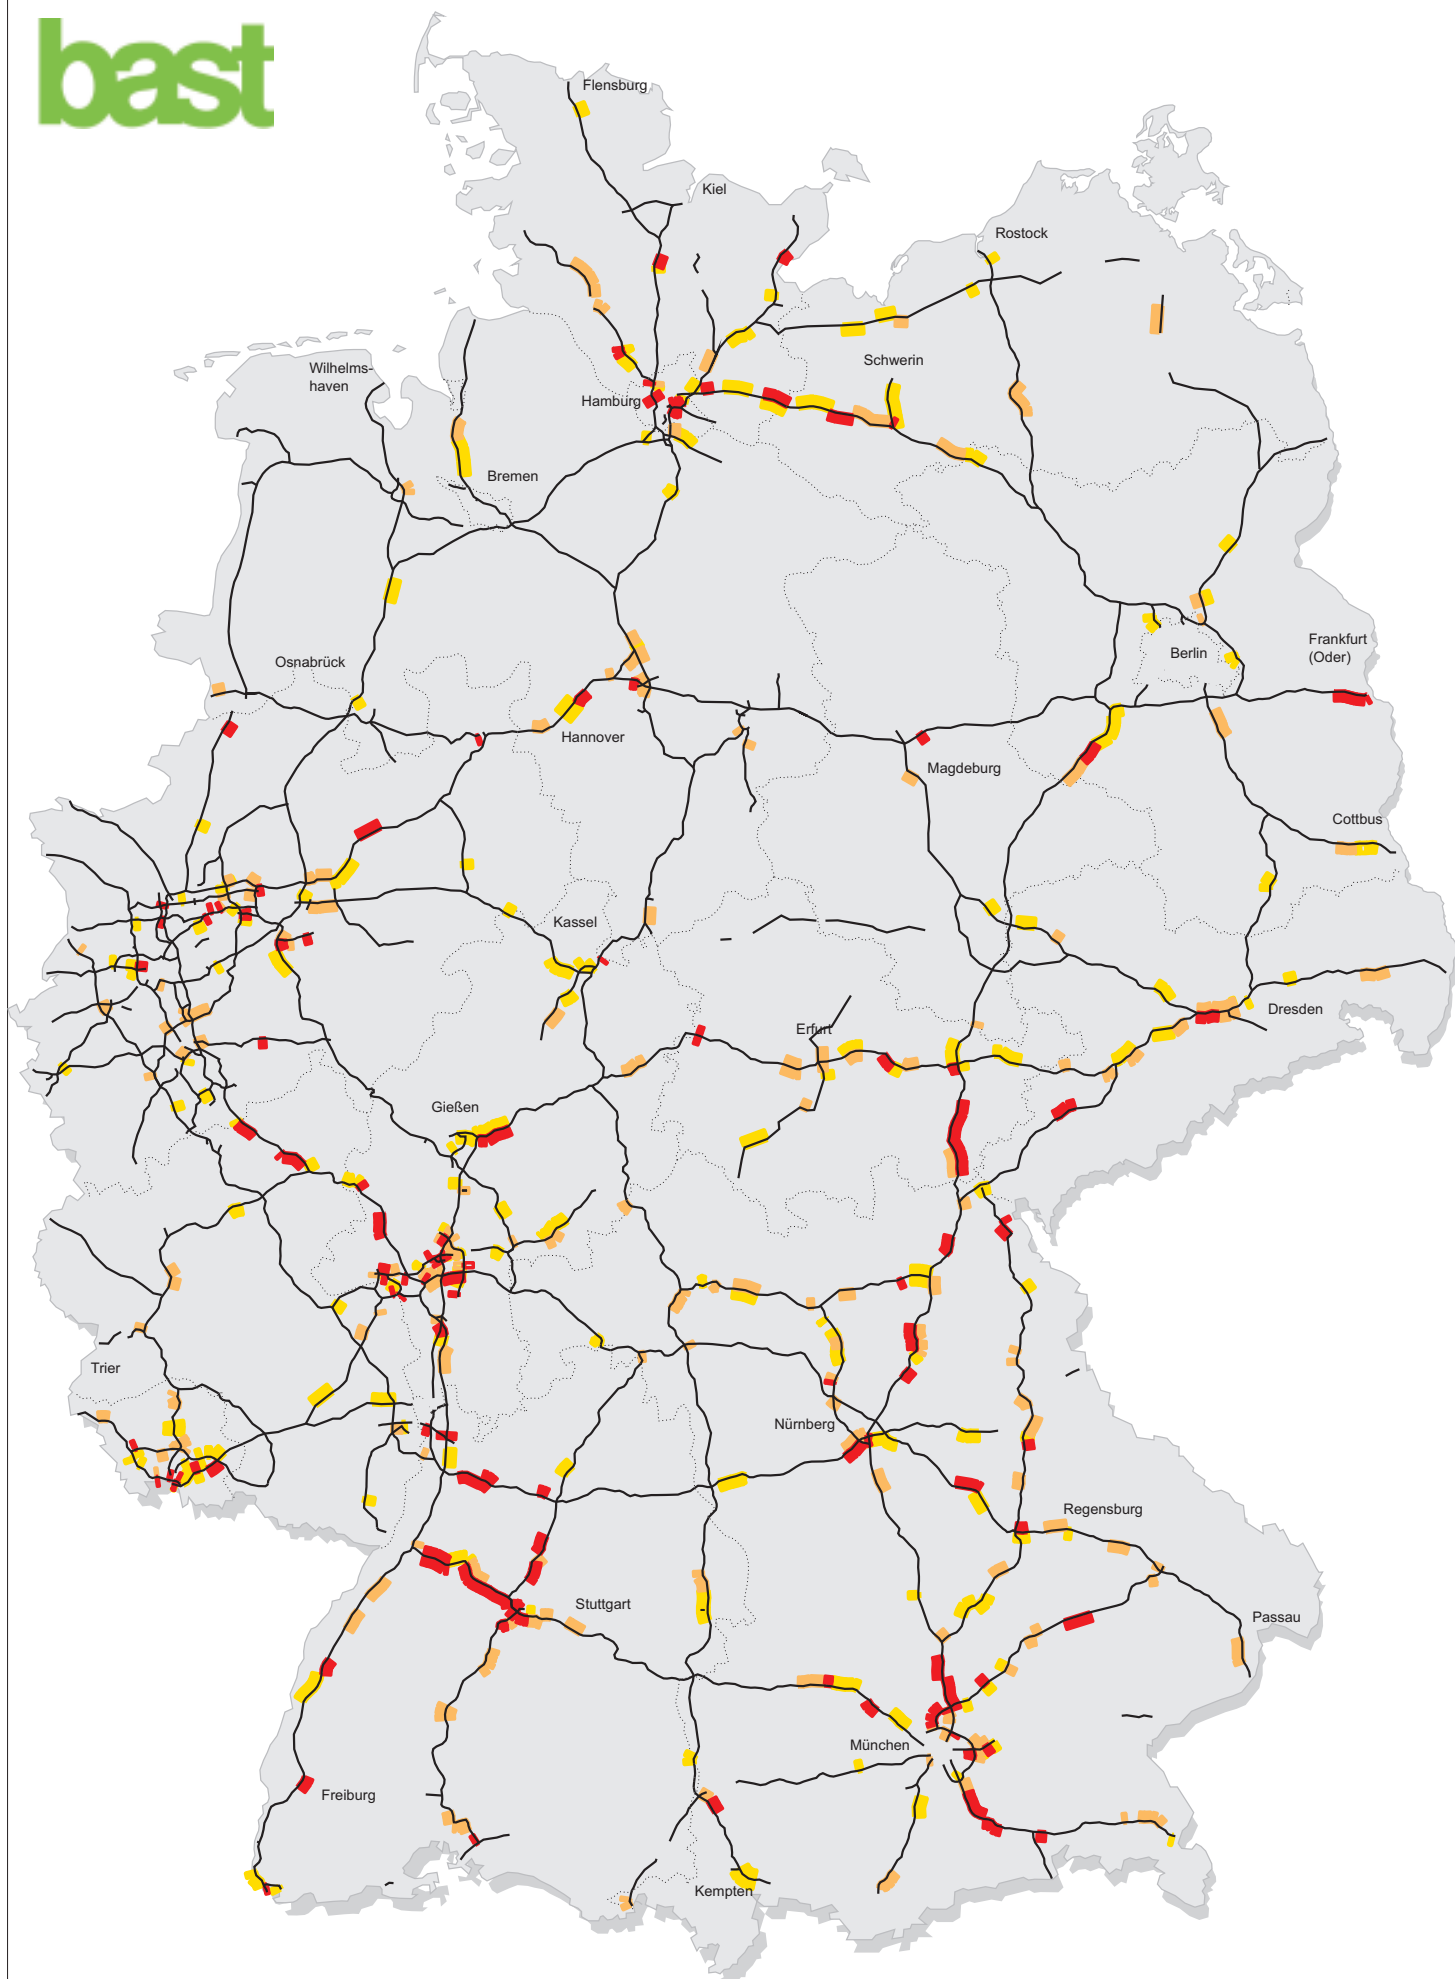 bast
Flensburg
Kiel
Rostock
Schwerin
Wilhelms-
haven
Hamburg
Bremen
Frankfurt
(Oder)
Berlin
Osnabrück
Hannover
Magdeburg
Cottbus
Kassel
Dresden
Erfurt
Gießen
Trier
Nürnberg
Regensburg
Stuttgart
Passau
München
Freiburg
Kempten